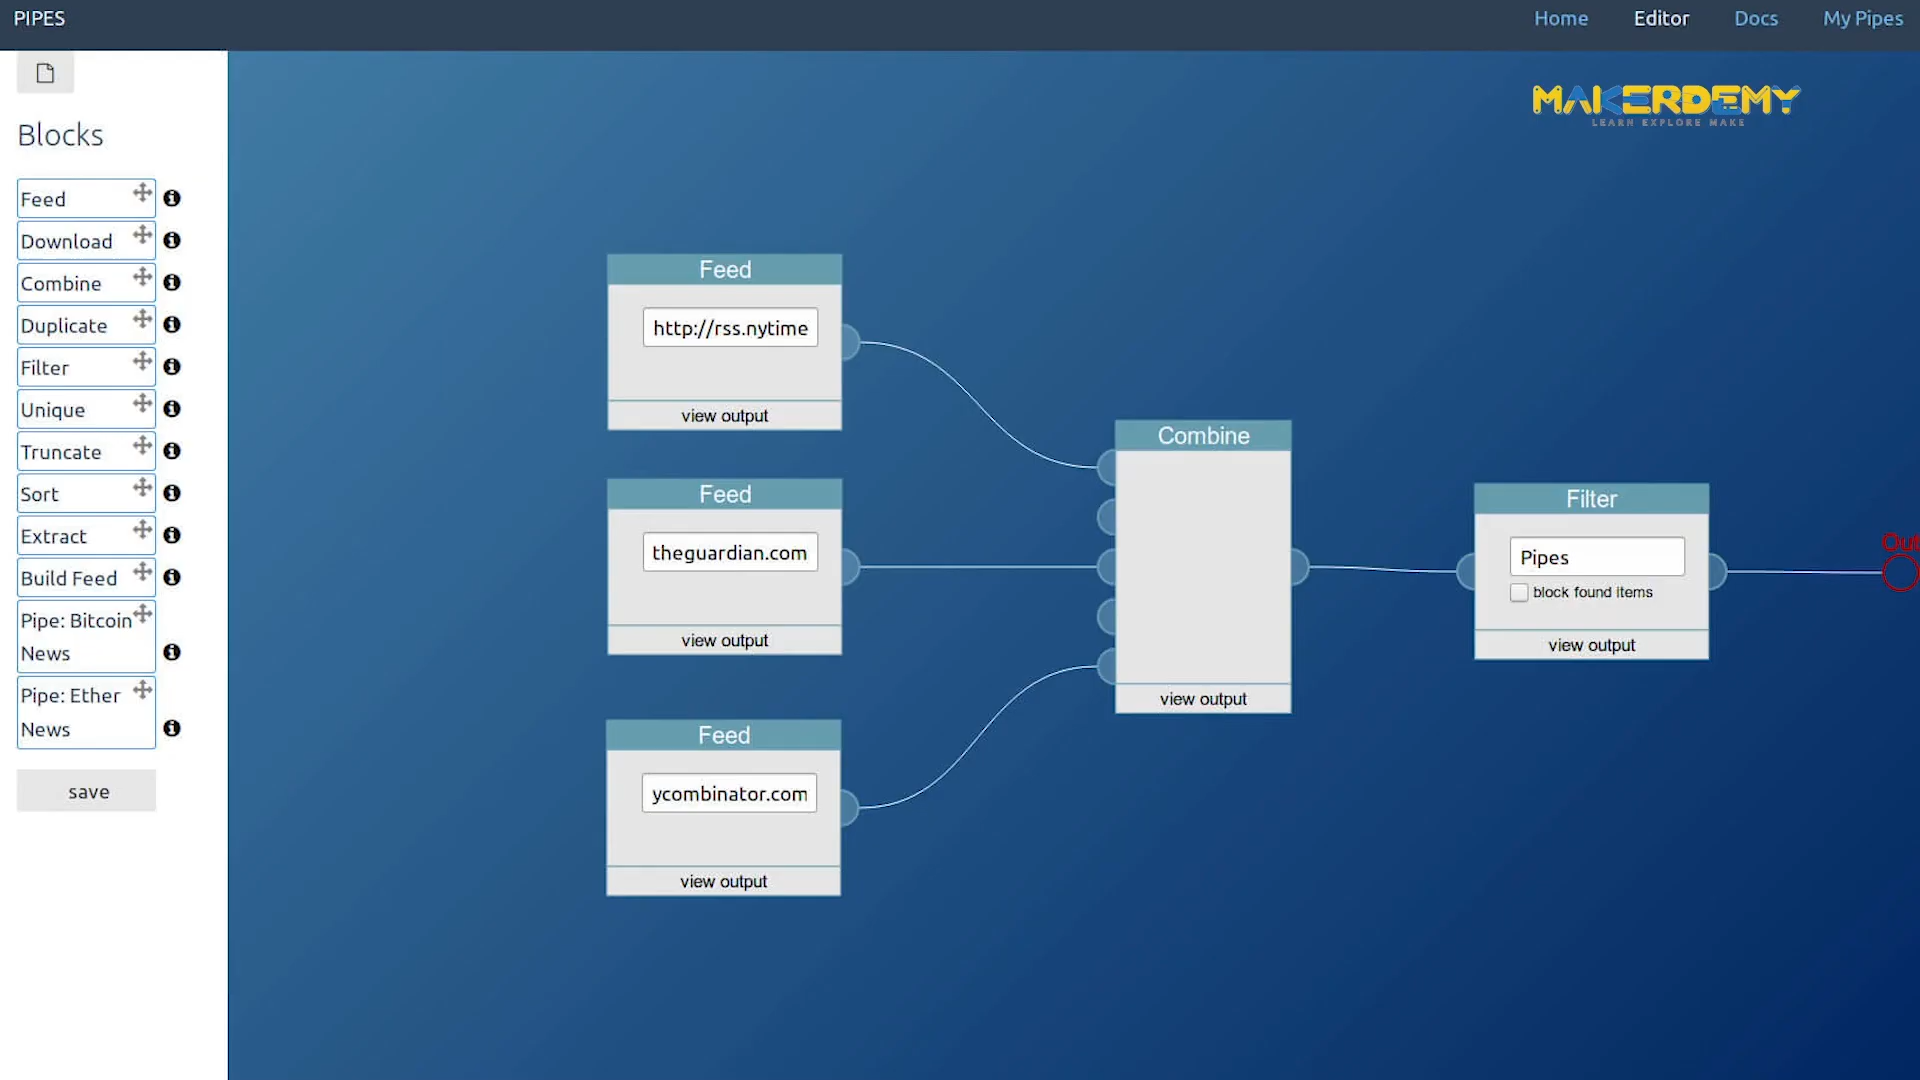 PIPES
Home
Editor
Docs
My Pipes
MAKERDEMY
LEARN EXPLORE MAKE
Blocks
Feed
Download
Combine
Duplicate
Filter
Unique
Truncate
Sort
Extract
Build Feed
Pipe: Bitcoin
News
Pipe: Ether
News
save
Feed
http://rss.nytime
view output
Feed
theguardian.com
view output
Feed
ycombinator.com
view output
Combine
view output
Filter
Pipes
block found items
view output
Out